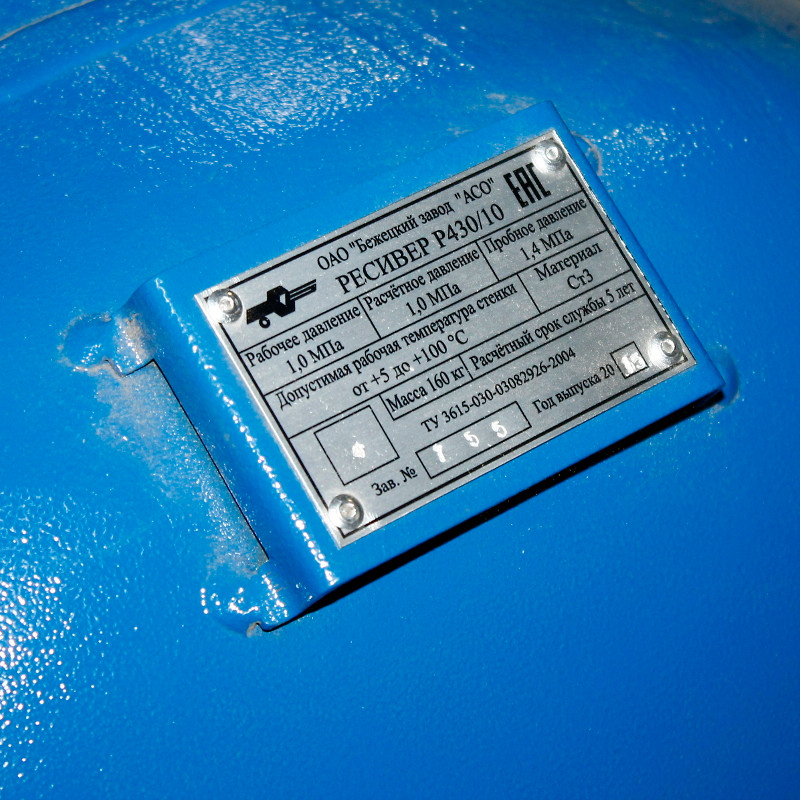 ОАО "Бежецкий завод "АСО"
EAC
РЕСИВЕР Р430/10
Рабочее давление
1,0 МПа
Расчётное давление
1,0 МПа
Пробное давление
1,4 МПа
Допустимая рабочая температура стенки
от +5 до +100 °С
Материал
Ст3
Масса 160 кг
Расчётный срок службы 5 лет
ТУ 3615-030-03082926-2004
Зав. №
Год выпуска 20